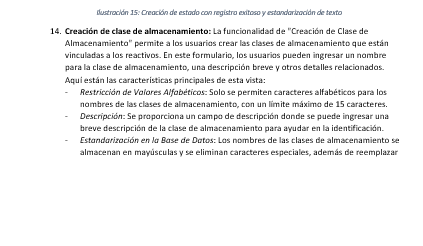 Ilustración 15: Creación de estado con registro exitoso y estandarización de texto
14. Creación de clase de almacenamiento: La funcionalidad de "Creación de Clase de
Almacenamiento" permite a los usuarios crear las clases de almacenamiento que están
vinculadas a los reactivos. En este formulario, los usuarios pueden ingresar un nombre
para la clase de almacenamiento, una descripción breve y otros detalles relacionados.
Aquí están las características principales de esta vista:
- Restricción de Valores Alfabéticos: Solo se permiten caracteres alfabéticos para los
nombres de las clases de almacenamiento, con un límite máximo de 15 caracteres.
- Descripción: Se proporciona un campo de descripción donde se puede ingresar una
breve descripción de la clase de almacenamiento para ayudar en la identificación.
- Estandarización en la Base de Datos: Los nombres de las clases de almacenamiento se
almacenan en mayúsculas y se eliminan caracteres especiales, además de reemplazar